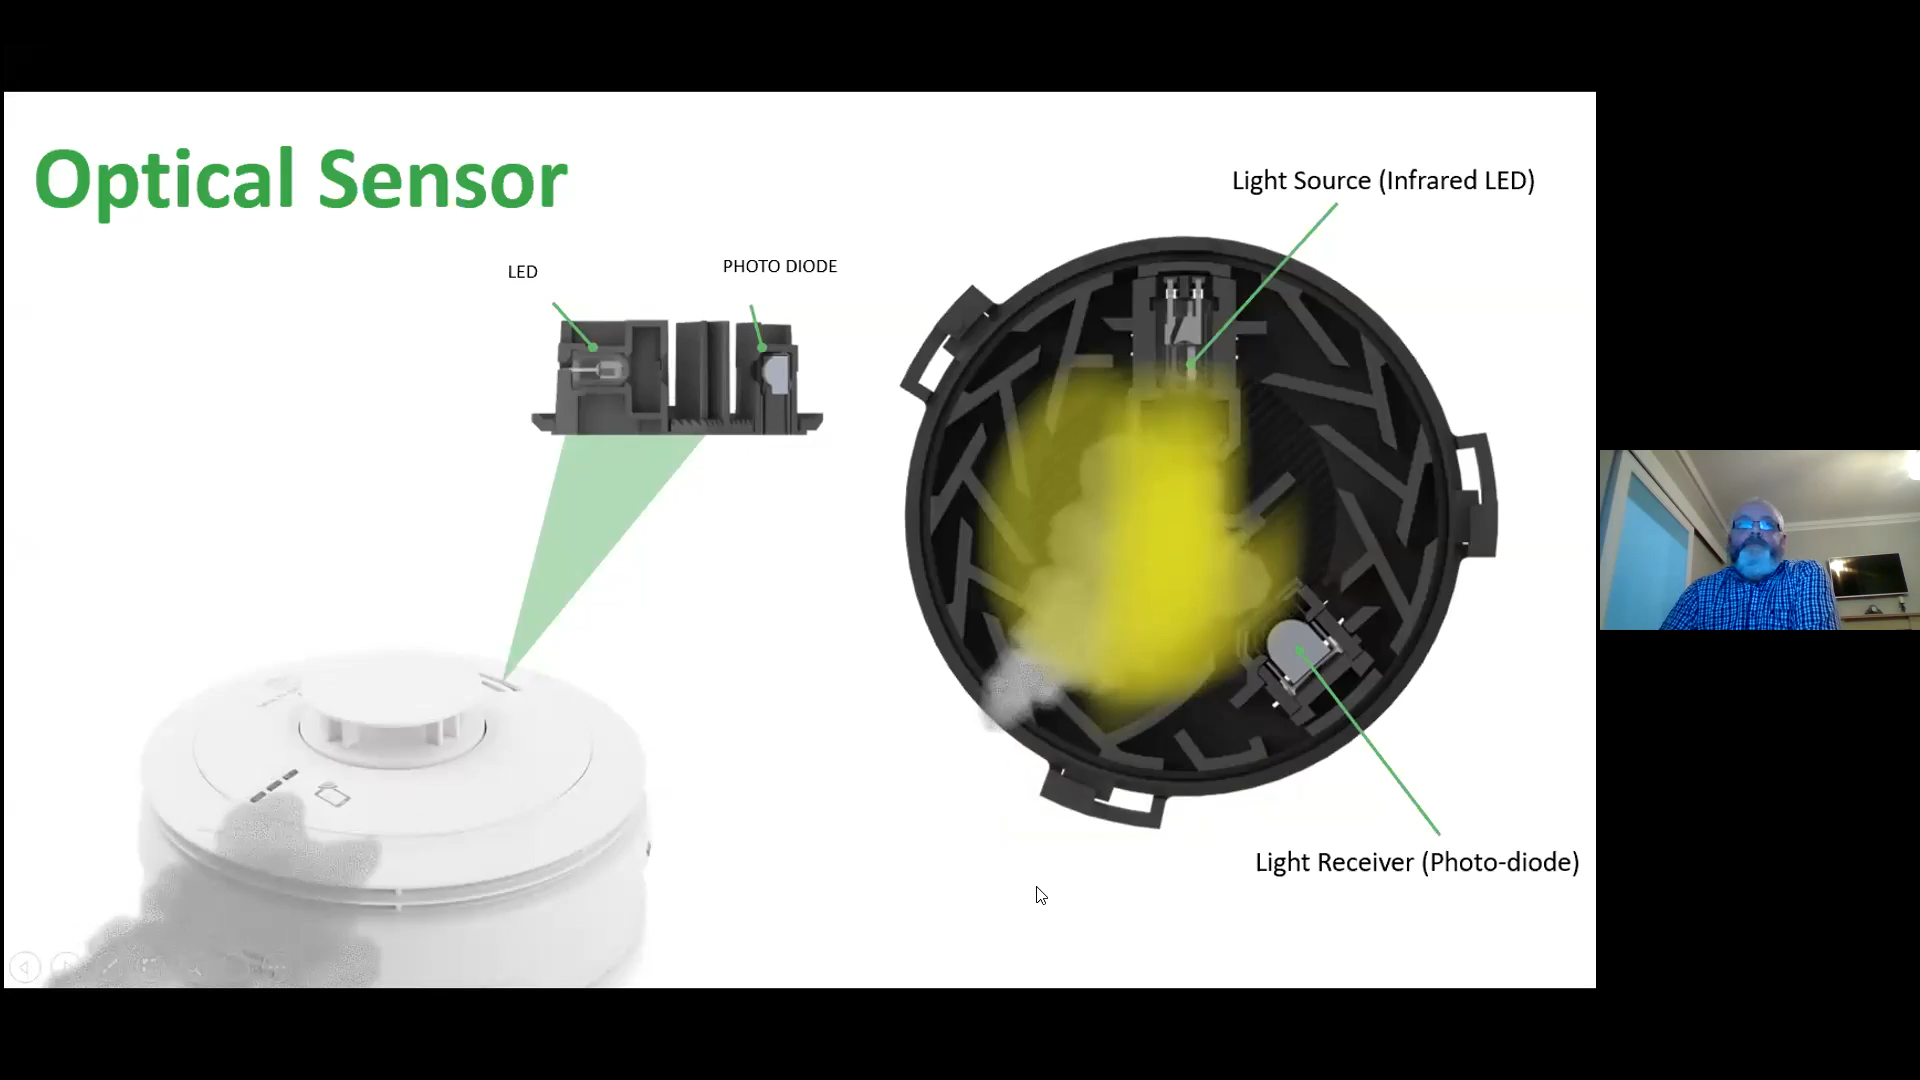 Optical Sensor
Light Source (Infrared LED)
LED
PHOTO DIODE
Light Receiver (Photo-diode)